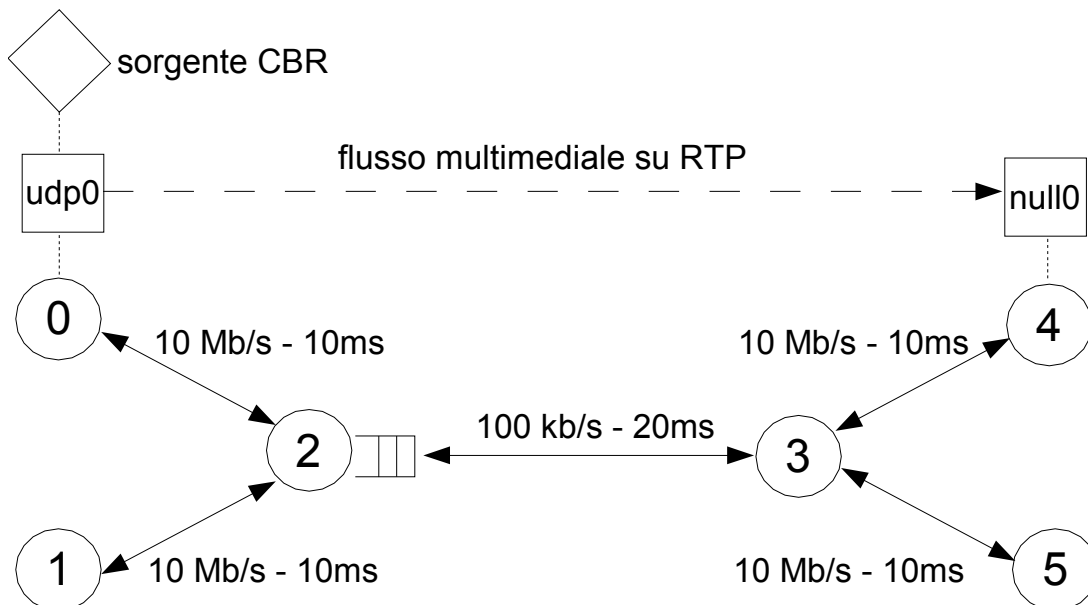 sorgente CBR
flusso multimediale su RTP
udp0
null0
0
4
10 Mb/s - 10ms
10 Mb/s - 10ms
2
100 kb/s - 20ms
3
1
10 Mb/s - 10ms
10 Mb/s - 10ms
5